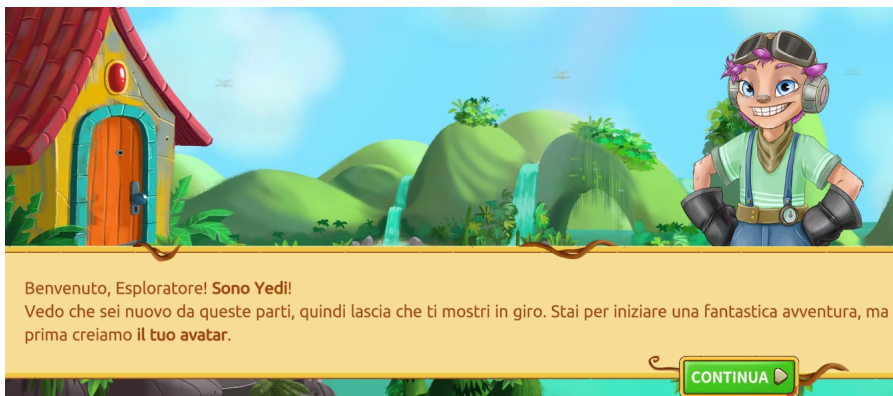 Benvenuto, Esploratore! Sono Yedi!
Vedo che sei nuovo da queste parti, quindi lascia che ti mostri in giro. Stai per iniziare una fantastica avventura, ma
prima creiamo il tuo avatar.
CONTINUA